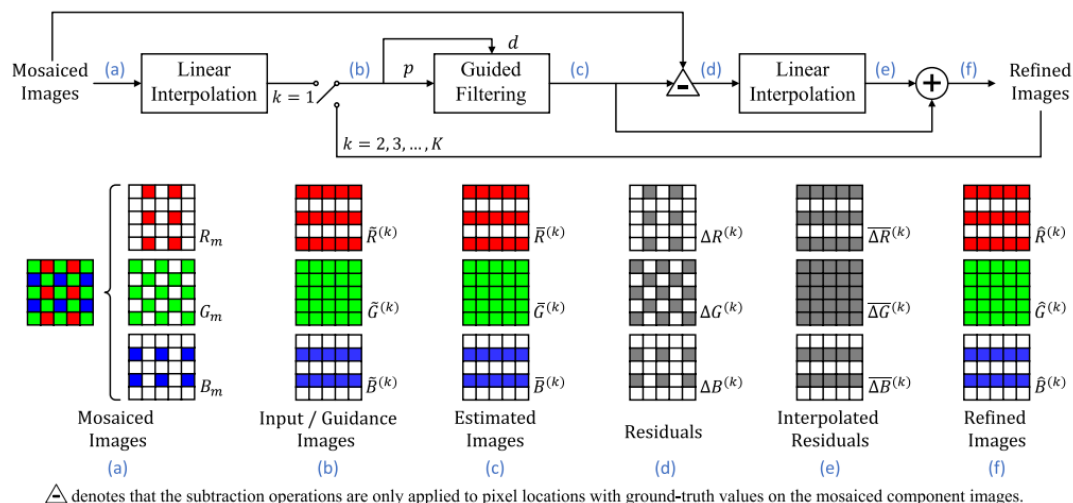 Mosaiced Images
(a)
Linear Interpolation
k = 1
k = 2, 3, ..., K
(b)
d
p
Guided Filtering
(c)
-
(d)
Linear Interpolation
(e)
+
(f)
Refined Images
R_m
G_m
B_m
R̃^(k)
G̃^(k)
B̃^(k)
R̄^(k)
Ḡ^(k)
B̄^(k)
ΔR^(k)
ΔG^(k)
ΔB^(k)
\overline{ΔR}^(k)
\overline{ΔG}^(k)
\overline{ΔB}^(k)
R̂^(k)
Ĝ^(k)
B̂^(k)
Mosaiced
Images
(a)
Input / Guidance
Images
(b)
Estimated
Images
(c)
Residuals
(d)
Interpolated
Residuals
(e)
Refined
Images
(f)
- denotes that the subtraction operations are only applied to pixel locations with ground-truth values on the mosaiced component images.